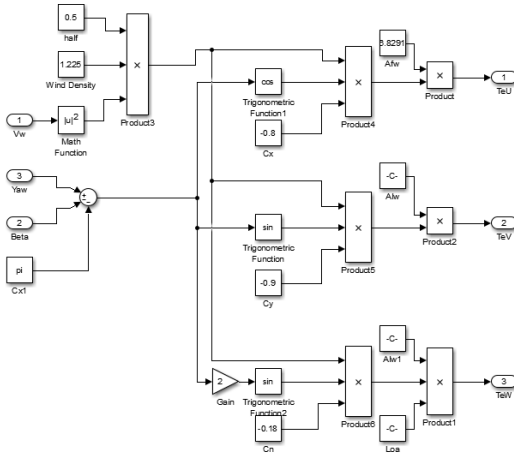 0.5
half
1.225
Wind Density
1
Vw
|u|2
Math
Function
×
Product3
3
Yaw
2
Beta
pi
Cx1
cos
Trigonometric
Function1
-0.8
Cx
×
Product4
Afw
×
Product
1
TeU
sin
Trigonometric
Function
-0.9
Cy
×
Product5
-C-
Alw
×
Product2
2
TeV
2
Gain
sin
Trigonometric
Function2
-0.18
Cn
×
Product6
-C-
Alw1
-C-
Loa
×
Product1
3
TeW